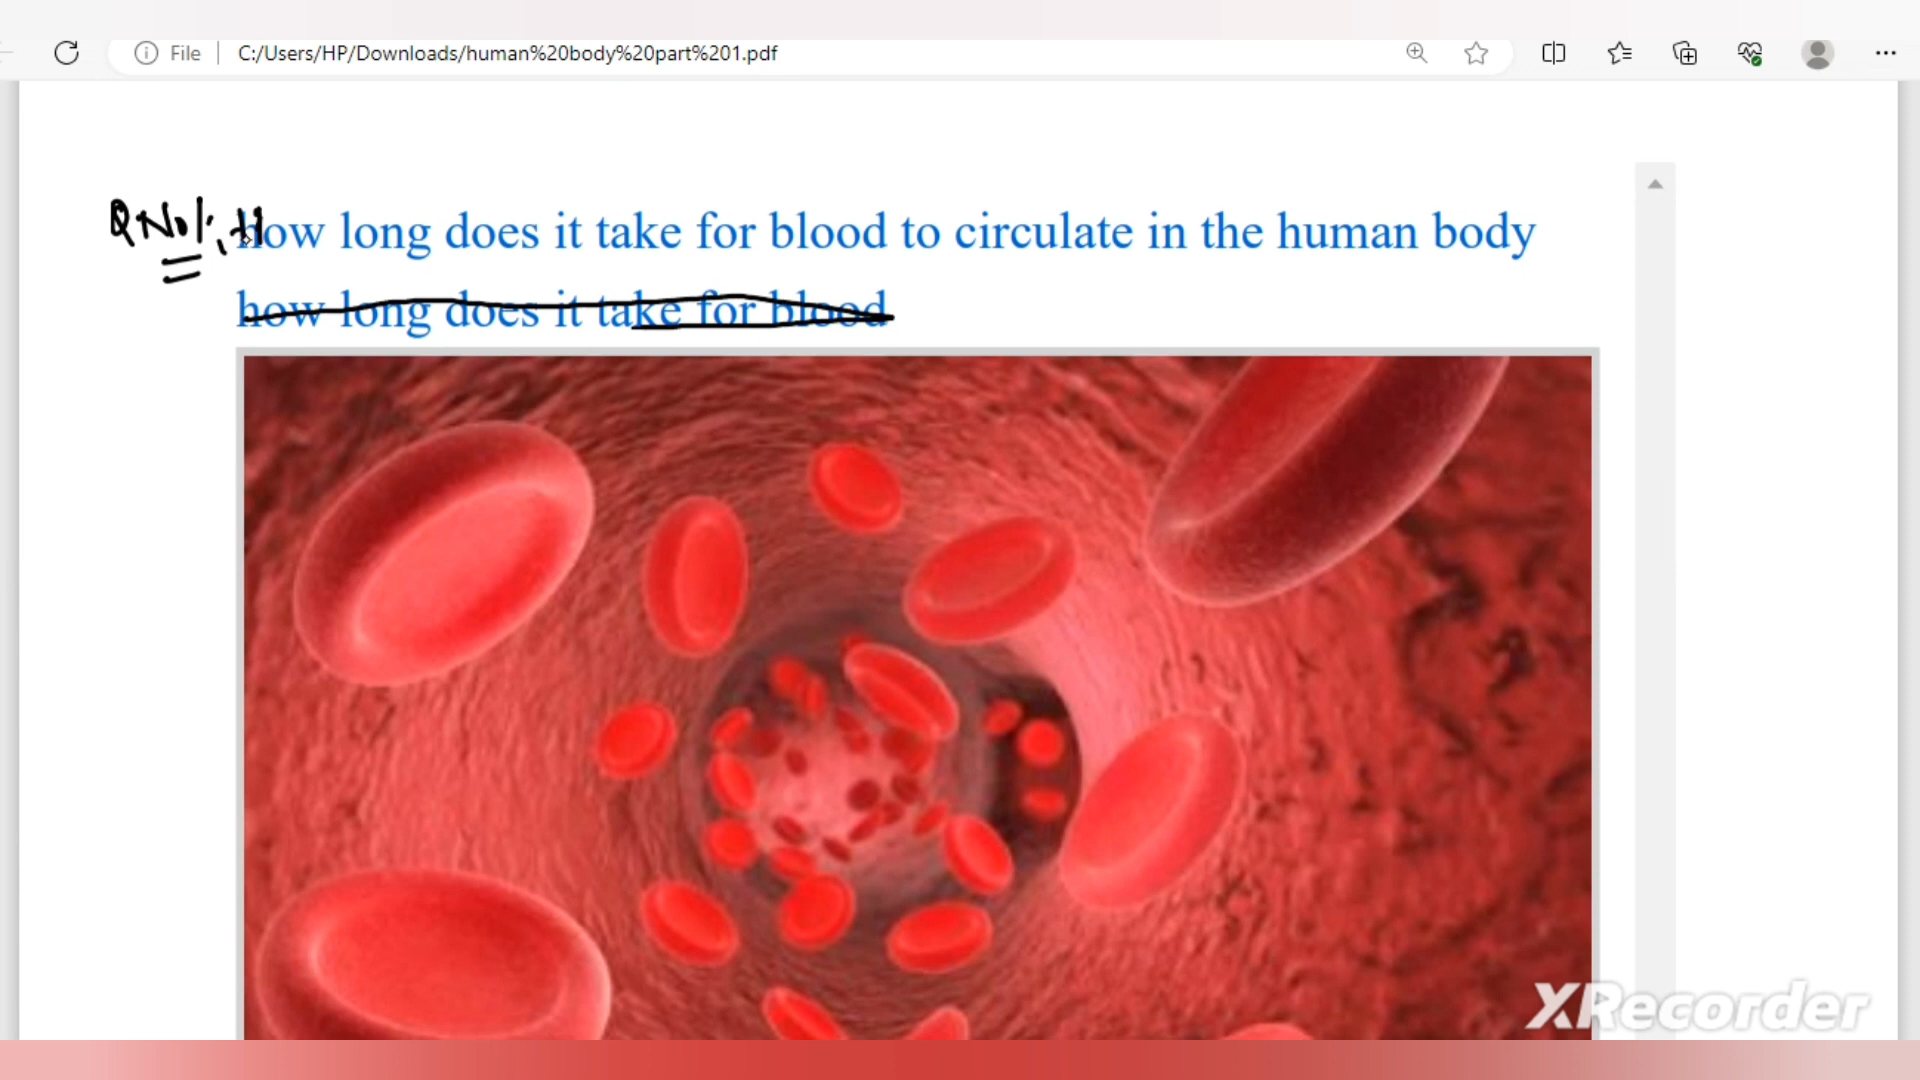 File C:/Users/HP/Downloads/human%20body%20part%201.pdf
Q No1. how long does it take for blood to circulate in the human body
how long does it take for blood
XRecorder